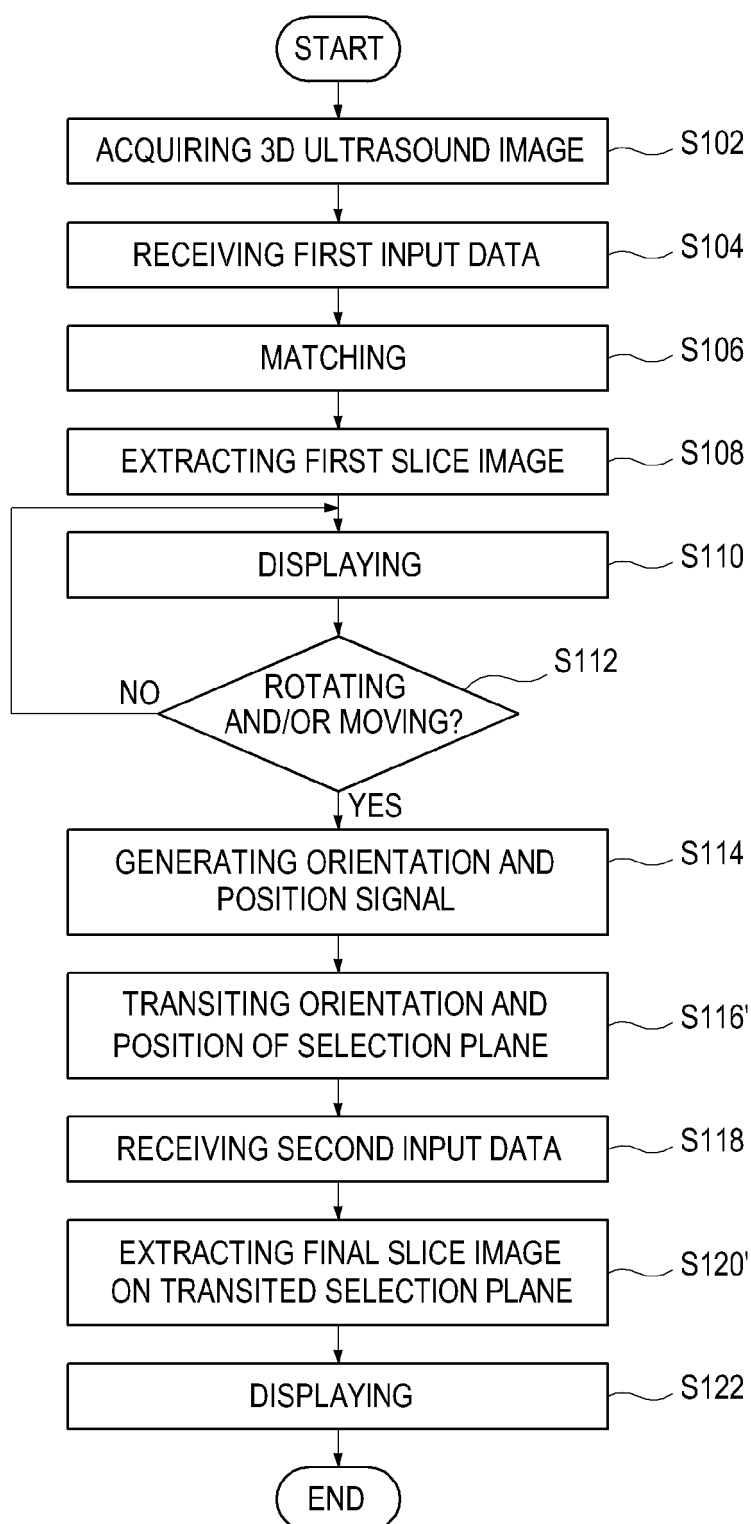 START
ACQUIRING 3D ULTRASOUND IMAGE
S102
RECEIVING FIRST INPUT DATA
S104
MATCHING
S106
EXTRACTING FIRST SLICE IMAGE
S108
DISPLAYING
S110
ROTATING
AND/OR MOVING?
S112
NO
YES
GENERATING ORIENTATION AND
POSITION SIGNAL
S114
TRANSITING ORIENTATION AND
POSITION OF SELECTION PLANE
S116'
RECEIVING SECOND INPUT DATA
S118
EXTRACTING FINAL SLICE IMAGE
ON TRANSITED SELECTION PLANE
S120'
DISPLAYING
S122
END